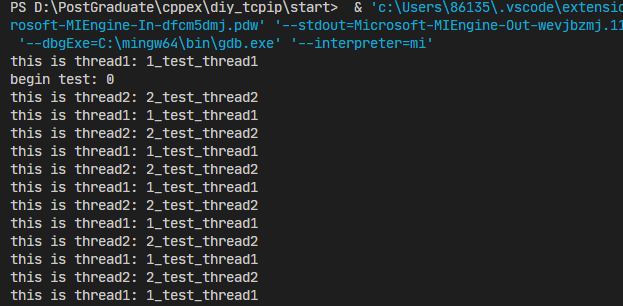 PS D:\PostGraduate\cppex\diy_tcpip\start>  & 'c:\Users\86135\.vscode\extensio
rosoft-MIEngine-In-dfcm5dmj.pdw' '--stdout=Microsoft-MIEngine-Out-wevjbzmj.11
'--dbgExe=C:\mingw64\bin\gdb.exe' '--interpreter=mi'
this is thread1: 1_test_thread1
begin test: 0
this is thread2: 2_test_thread2
this is thread1: 1_test_thread1
this is thread2: 2_test_thread2
this is thread1: 1_test_thread1
this is thread2: 2_test_thread2
this is thread1: 1_test_thread1
this is thread2: 2_test_thread2
this is thread1: 1_test_thread1
this is thread2: 2_test_thread2
this is thread1: 1_test_thread1
this is thread2: 2_test_thread2
this is thread1: 1_test_thread1